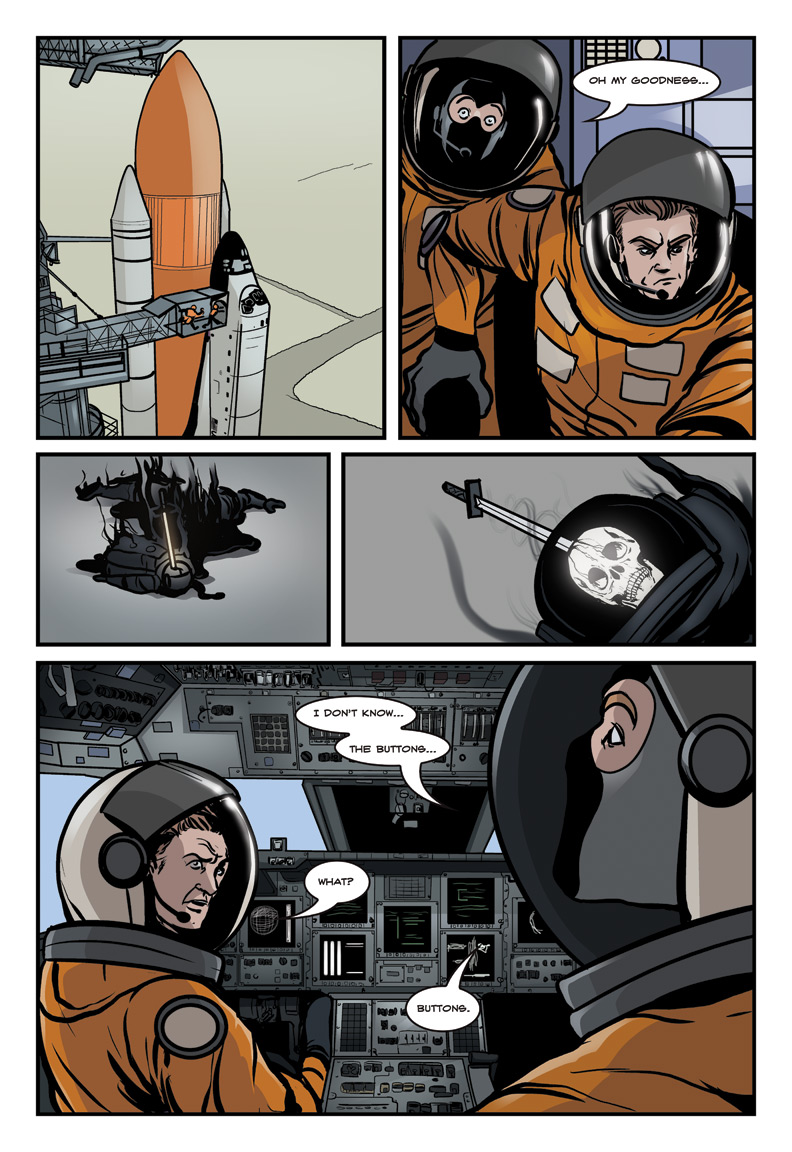 OH MY GOODNESS...
I DON'T KNOW...
THE BUTTONS...
WHAT?
BUTTONS.